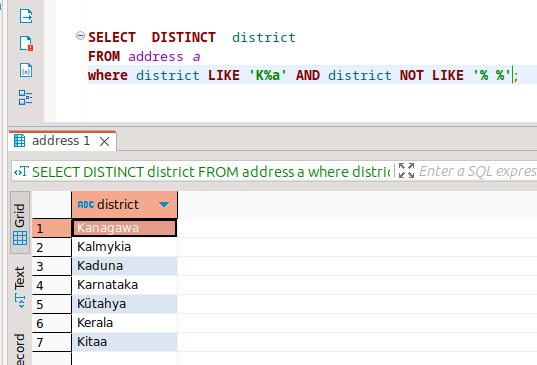 SELECT  DISTINCT  district
FROM address a
where district LIKE 'K%a' AND district NOT LIKE '% %';
address 1
SELECT DISTINCT district FROM address a where distric
Enter a SQL expres
Grid
Text
ecord
ABC district
1 Kanagawa
2 Kalmykia
3 Kaduna
4 Karnataka
5 Kütahya
6 Kerala
7 Kitaa